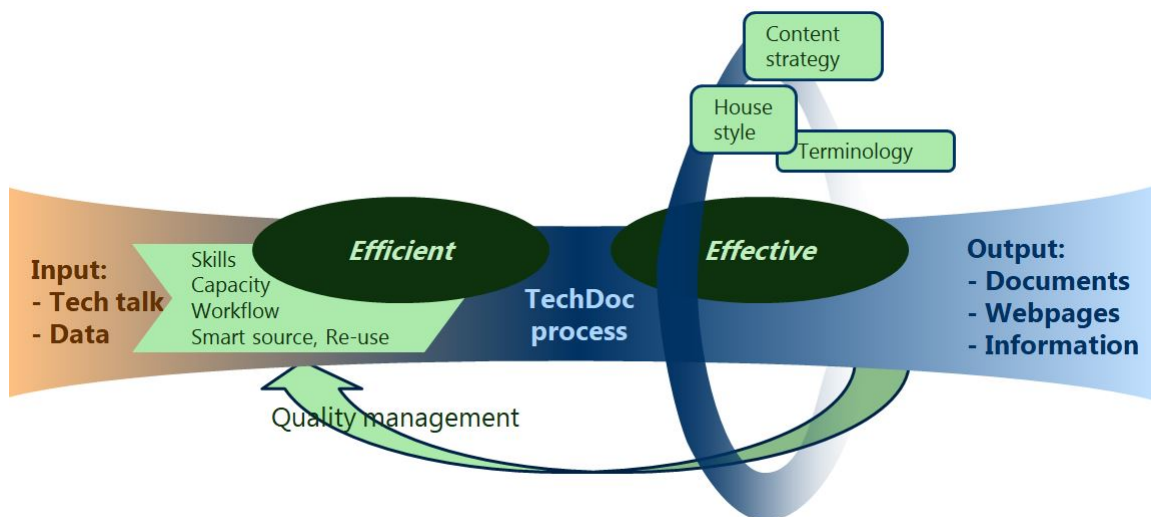 Content
strategy
House
style
Terminology
Efficient
Effective
Input:
- Tech talk
- Data
Skills
Capacity
Workflow
Smart source, Re-use
TechDoc
process
Output:
- Documents
- Webpages
- Information
Quality management